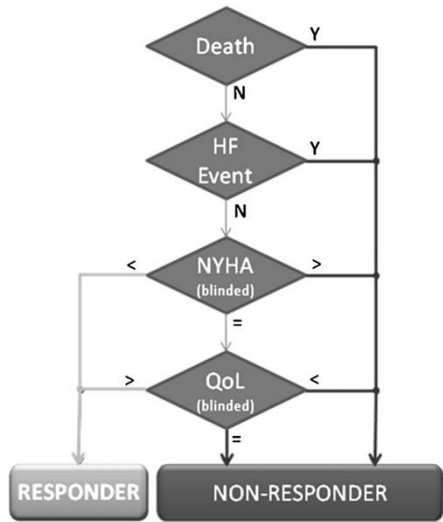 Death
Y
N
HF
Event
Y
N
<
NYHA
(blinded)
>
=
>
QoL
(blinded)
<
=
RESPONDER
NON-RESPONDER